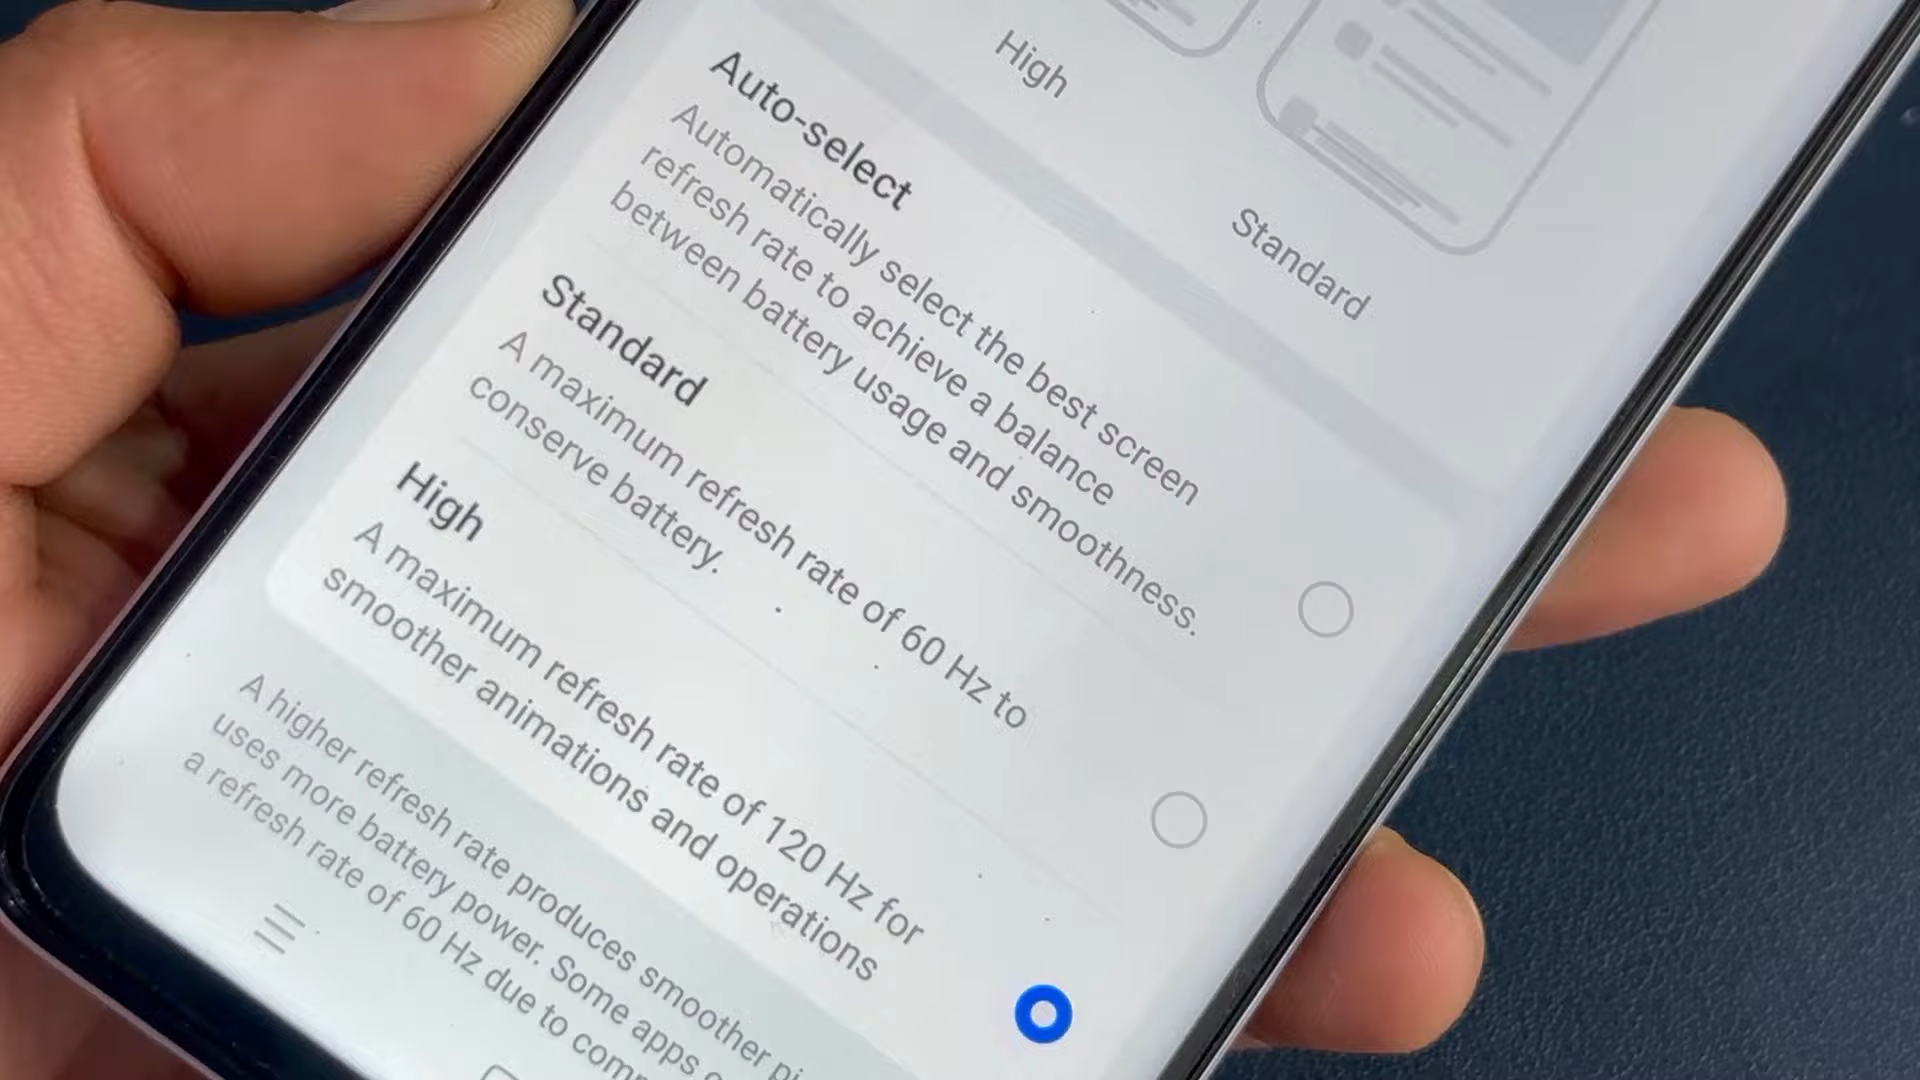 High
Standard
Auto-select
Automatically select the best screen
refresh rate to achieve a balance
between battery usage and smoothness.
Standard
A maximum refresh rate of 60 Hz to
conserve battery.
High
A maximum refresh rate of 120 Hz for
smoother animations and operations
A higher refresh rate produces smoother
uses more battery power. Some apps
a refresh rate of 60 Hz due to